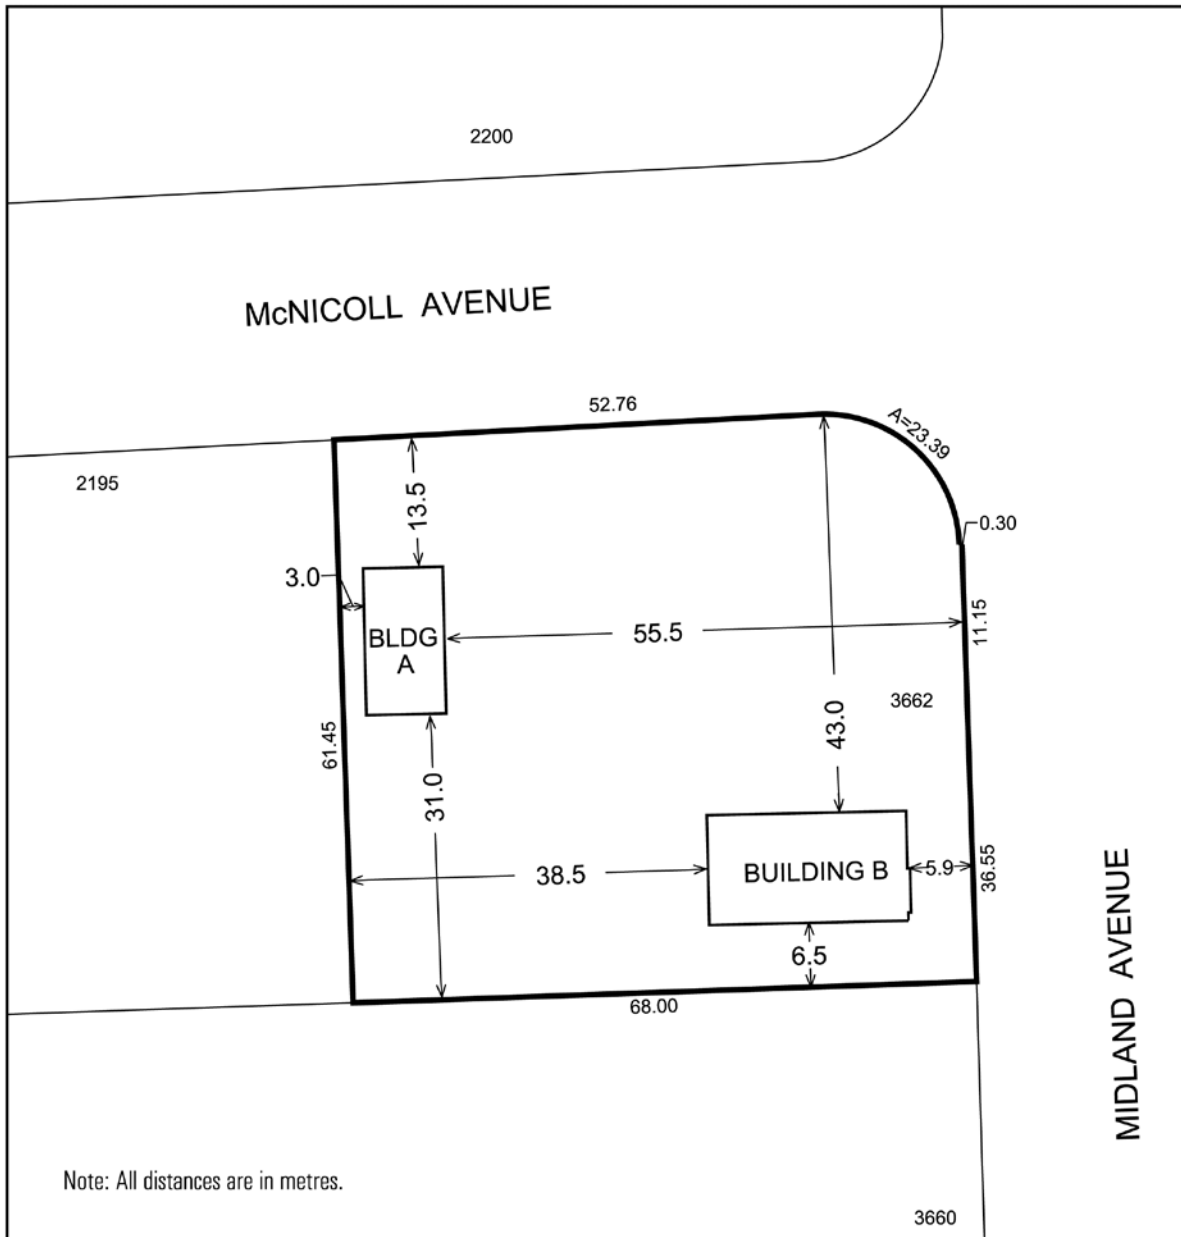 2200
McNICOLL AVENUE
52.76
A=23.39
2195
13.5
0.30
3.0
BLDG
A
55.5
11.15
3662
61.45
43.0
31.0
38.5
BUILDING B
5.9
36.55
6.5
68.00
MIDLAND AVENUE
Note: All distances are in metres.
3660